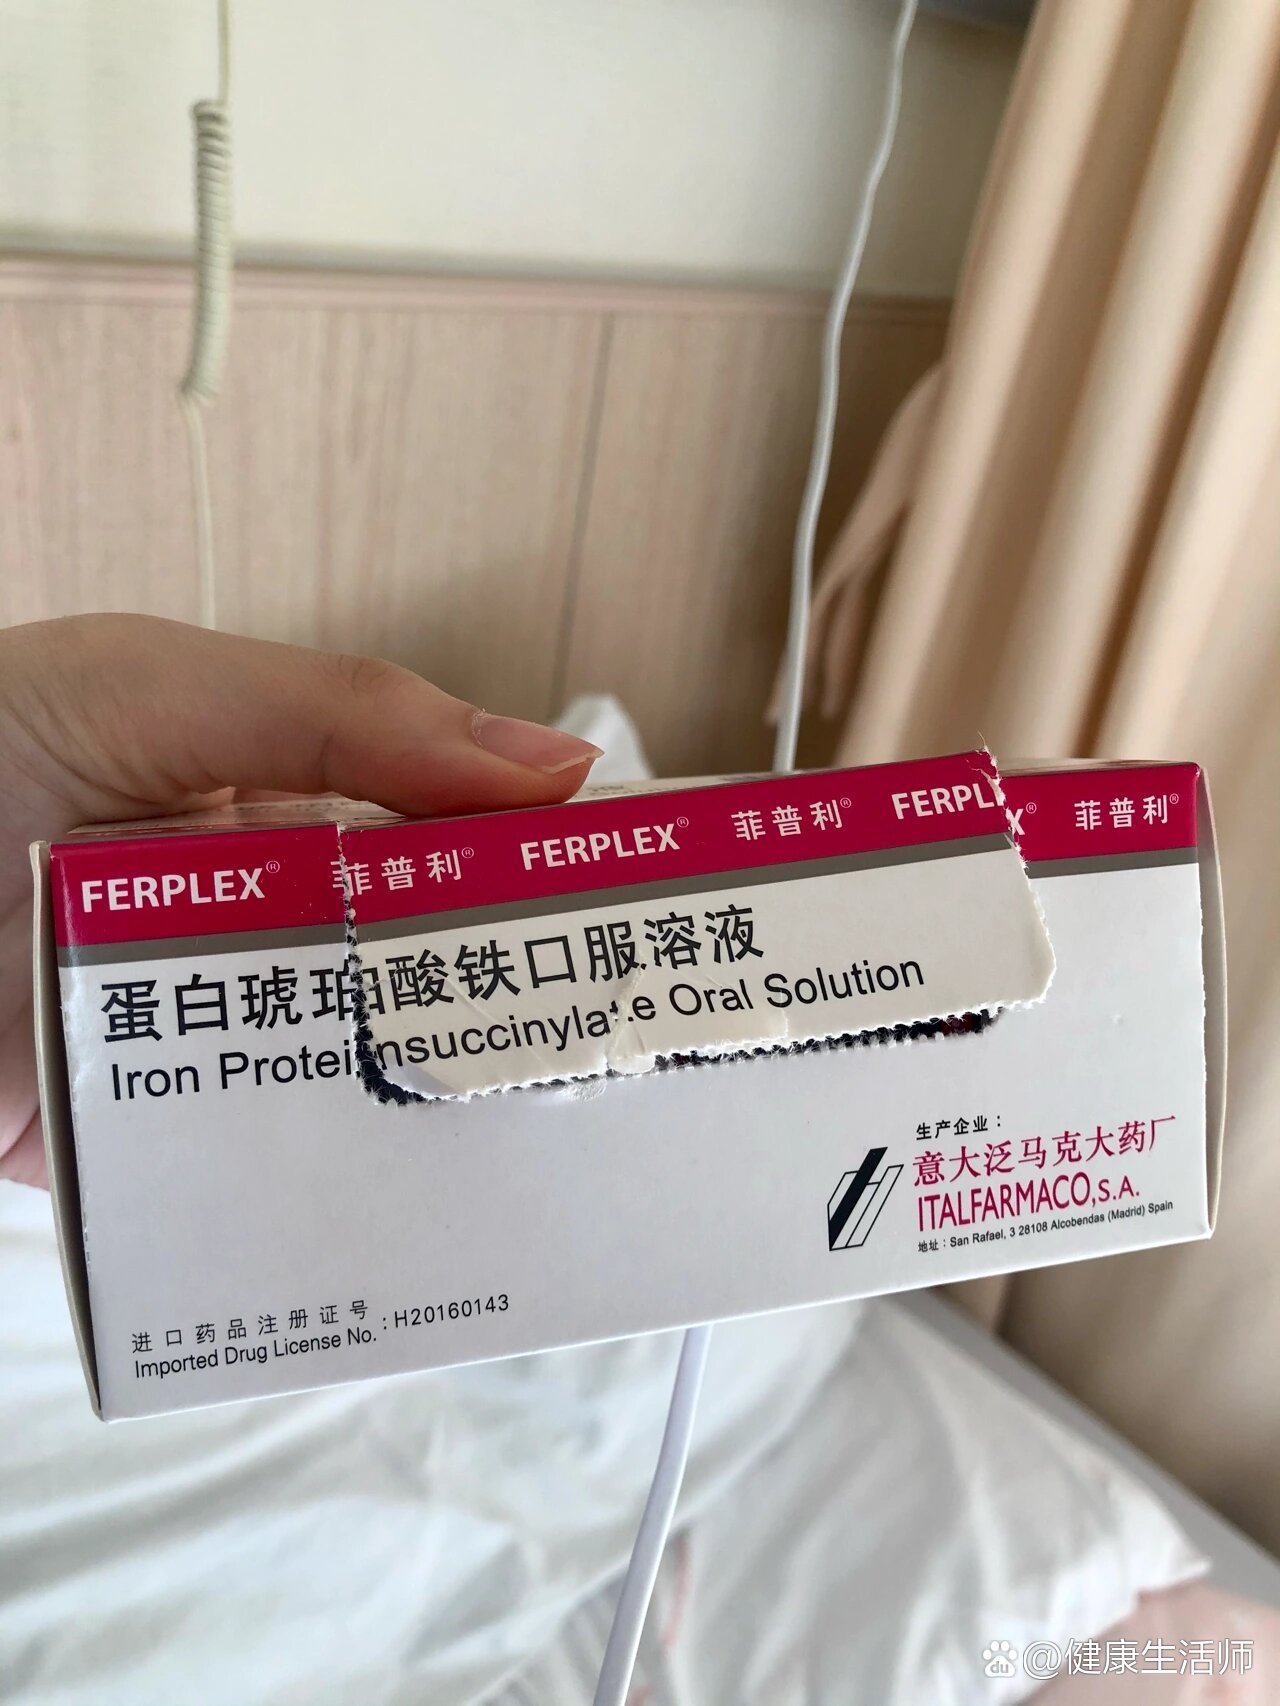 FERPLEX® 菲普利® FERPLEX® 菲普利® FERPLEX® 菲普利®
蛋白琥珀酸铁口服溶液
Iron Proteinsuccinylate Oral Solution
生产企业：
意大泛马克大药厂
ITALFARMACO,S.A.
地址：San Rafael, 3 28108 Alcobendas (Madrid) Spain
进口药品注册证号：H20160143
Imported Drug License No.
du @健康生活师